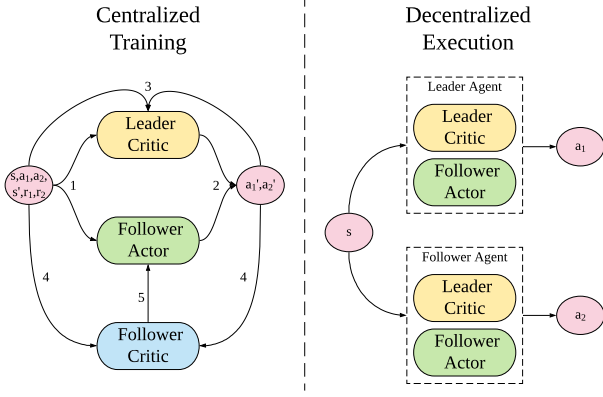 Centralized
Training
3
Leader
Critic
s,a₁,a₂,
s',r₁,r₂
1
2
a₁',a₂'
Follower
Actor
4
5
4
Follower
Critic
Decentralized
Execution
Leader Agent
Leader
Critic
Follower
Actor
a₁
s
Follower Agent
Leader
Critic
Follower
Actor
a₂